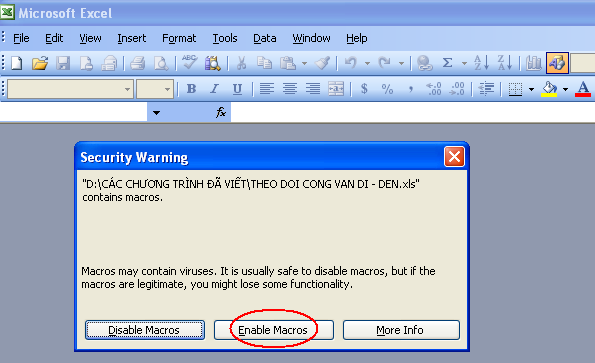 Microsoft Excel
File Edit View Insert Format Tools Data Window Help
B I U $ % ,
fx
Security Warning
"D:\CÁC CHƯƠNG TRÌNH ĐÃ VIẾT\THEO DOI CONG VAN DI - DEN.xls"
contains macros.
Macros may contain viruses. It is usually safe to disable macros, but if the
macros are legitimate, you might lose some functionality.
Disable Macros Enable Macros More Info